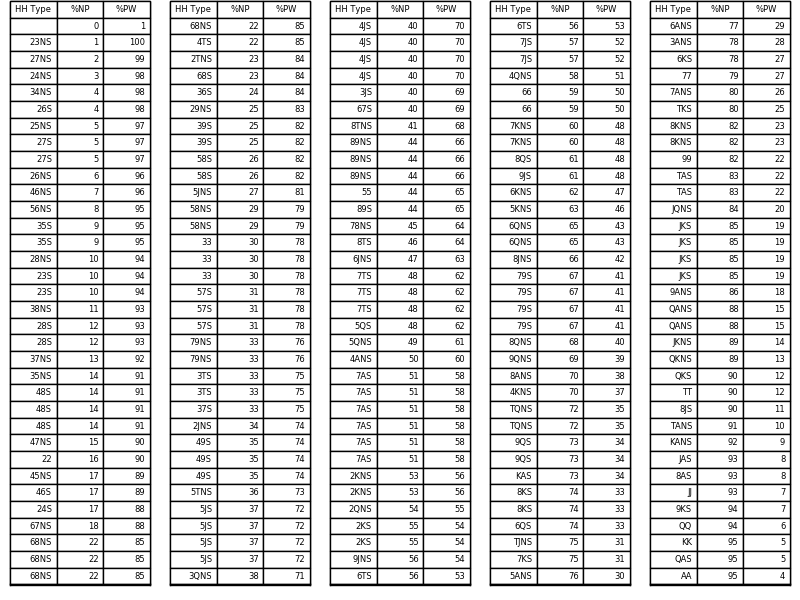 HH Type %NP %PW
0 1
23NS 1 100
27NS 2 99
24NS 3 98
34NS 4 98
26S 4 98
25NS 5 97
27S 5 97
27S 5 97
26NS 6 96
46NS 7 96
56NS 8 95
35S 9 95
35S 9 95
28NS 10 94
23S 10 94
23S 10 94
38NS 11 93
28S 12 93
28S 12 93
37NS 13 92
35NS 14 91
48S 14 91
48S 14 91
48S 14 91
47NS 15 90
22 16 90
45NS 17 89
46S 17 89
24S 17 88
67NS 18 88
68NS 22 85
68NS 22 85
68NS 22 85
HH Type %NP %PW
68NS 22 85
4TS 22 85
2TNS 23 84
68S 23 84
36S 24 84
29NS 25 83
39S 25 82
39S 25 82
58S 26 82
58S 26 82
5JNS 27 81
58NS 29 79
58NS 29 79
33 30 78
33 30 78
33 30 78
57S 31 78
57S 31 78
57S 31 78
79NS 33 76
79NS 33 76
3TS 33 75
3TS 33 75
37S 33 75
2JNS 34 74
49S 35 74
49S 35 74
49S 35 74
5TNS 36 73
5JS 37 72
5JS 37 72
5JS 37 72
5JS 37 72
3QNS 38 71
HH Type %NP %PW
4JS 40 70
4JS 40 70
4JS 40 70
4JS 40 70
3JS 40 69
67S 40 69
8TNS 41 68
89NS 44 66
89NS 44 66
89NS 44 66
55 44 65
89S 44 65
78NS 45 64
8TS 46 64
6JNS 47 63
7TS 48 62
7TS 48 62
7TS 48 62
5QS 48 62
5QNS 49 61
4ANS 50 60
7AS 51 58
7AS 51 58
7AS 51 58
7AS 51 58
7AS 51 58
7AS 51 58
2KNS 53 56
2KNS 53 56
2QNS 54 55
2KS 55 54
2KS 55 54
9JNS 56 54
6TS 56 53
HH Type %NP %PW
6TS 56 53
7JS 57 52
7JS 57 52
4QNS 58 51
66 59 50
66 59 50
7KNS 60 48
7KNS 60 48
8QS 61 48
9JS 61 48
6KNS 62 47
5KNS 63 46
6QNS 65 43
6QNS 65 43
8JNS 66 42
79S 67 41
79S 67 41
79S 67 41
79S 67 41
8QNS 68 40
9QNS 69 39
8ANS 70 38
4KNS 70 37
TQNS 72 35
TQNS 72 35
9QS 73 34
9QS 73 34
KAS 73 34
8KS 74 33
8KS 74 33
6QS 74 33
TJNS 75 31
7KS 75 31
5ANS 76 30
HH Type %NP %PW
6ANS 77 29
3ANS 78 28
6KS 78 27
77 79 27
7ANS 80 26
TKS 80 25
8KNS 82 23
8KNS 82 23
99 82 22
TAS 83 22
TAS 83 22
JQNS 84 20
JKS 85 19
JKS 85 19
JKS 85 19
JKS 85 19
9ANS 86 18
QANS 88 15
QANS 88 15
JKNS 89 14
QKNS 89 13
QKS 90 12
TT 90 12
8JS 90 11
TANS 91 10
KANS 92 9
JAS 93 8
8AS 93 8
JJ 93 7
9KS 94 7
QQ 94 6
KK 95 5
QAS 95 5
AA 95 4